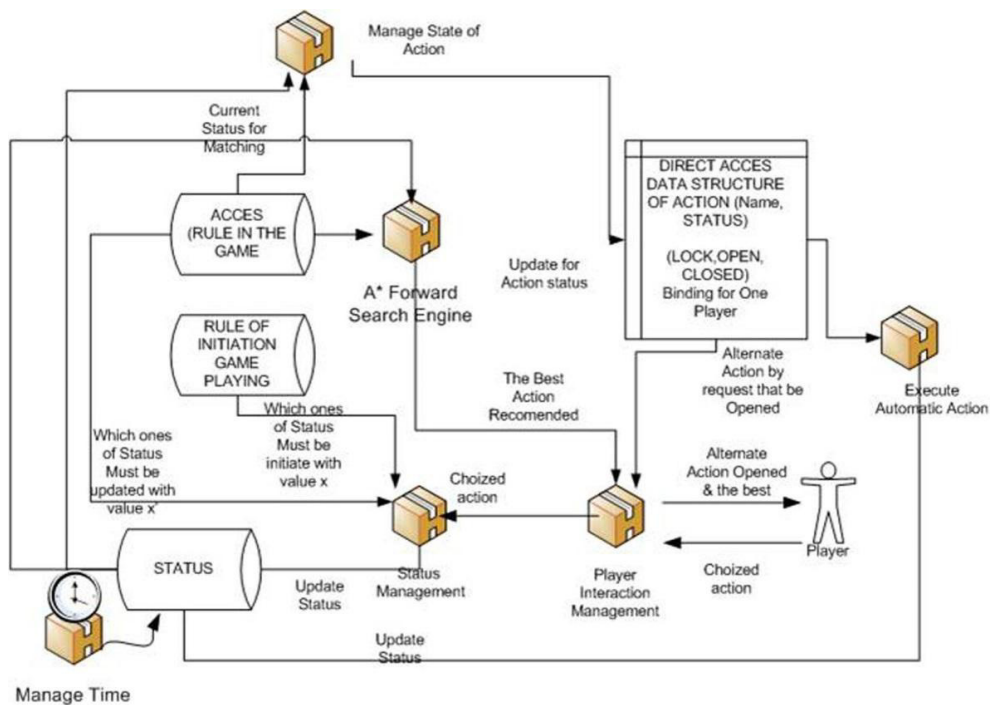 Manage State of
Action
Current
Status for
Matching
ACCES
(RULE IN THE
GAME
A* Forward
Search Engine
Update for
Action status
DIRECT ACCES
DATA STRUCTURE
OF ACTION (Name,
STATUS)
(LOCK,OPEN,
CLOSED)
Binding for One
Player
RULE OF
INITIATION
GAME
PLAYING
The Best
Action
Recomended
Alternate
Action by
request that be
Opened
Execute
Automatic Action
Which ones
of Status
Must be
updated with
value x'
Which ones
of Status
Must be
initiate with
value x
Choized
action
Alternate
Action Opened
& the best
Player
Choized
action
STATUS
Update
Status
Status
Management
Player
Interaction
Management
Update
Status
Manage Time